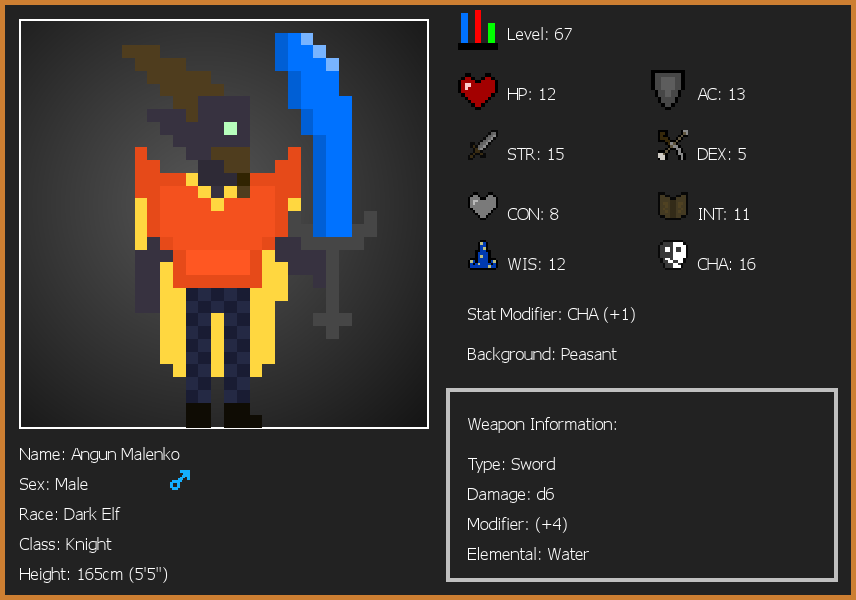 Level: 67
HP: 12
AC: 13
STR: 15
DEX: 5
CON: 8
INT: 11
WIS: 12
CHA: 16
Stat Modifier: CHA (+1)
Background: Peasant
Weapon Information:
Type: Sword
Damage: d6
Modifier: (+4)
Elemental: Water
Name: Angun Malenko
Sex: Male
Race: Dark Elf
Class: Knight
Height: 165cm (5'5")